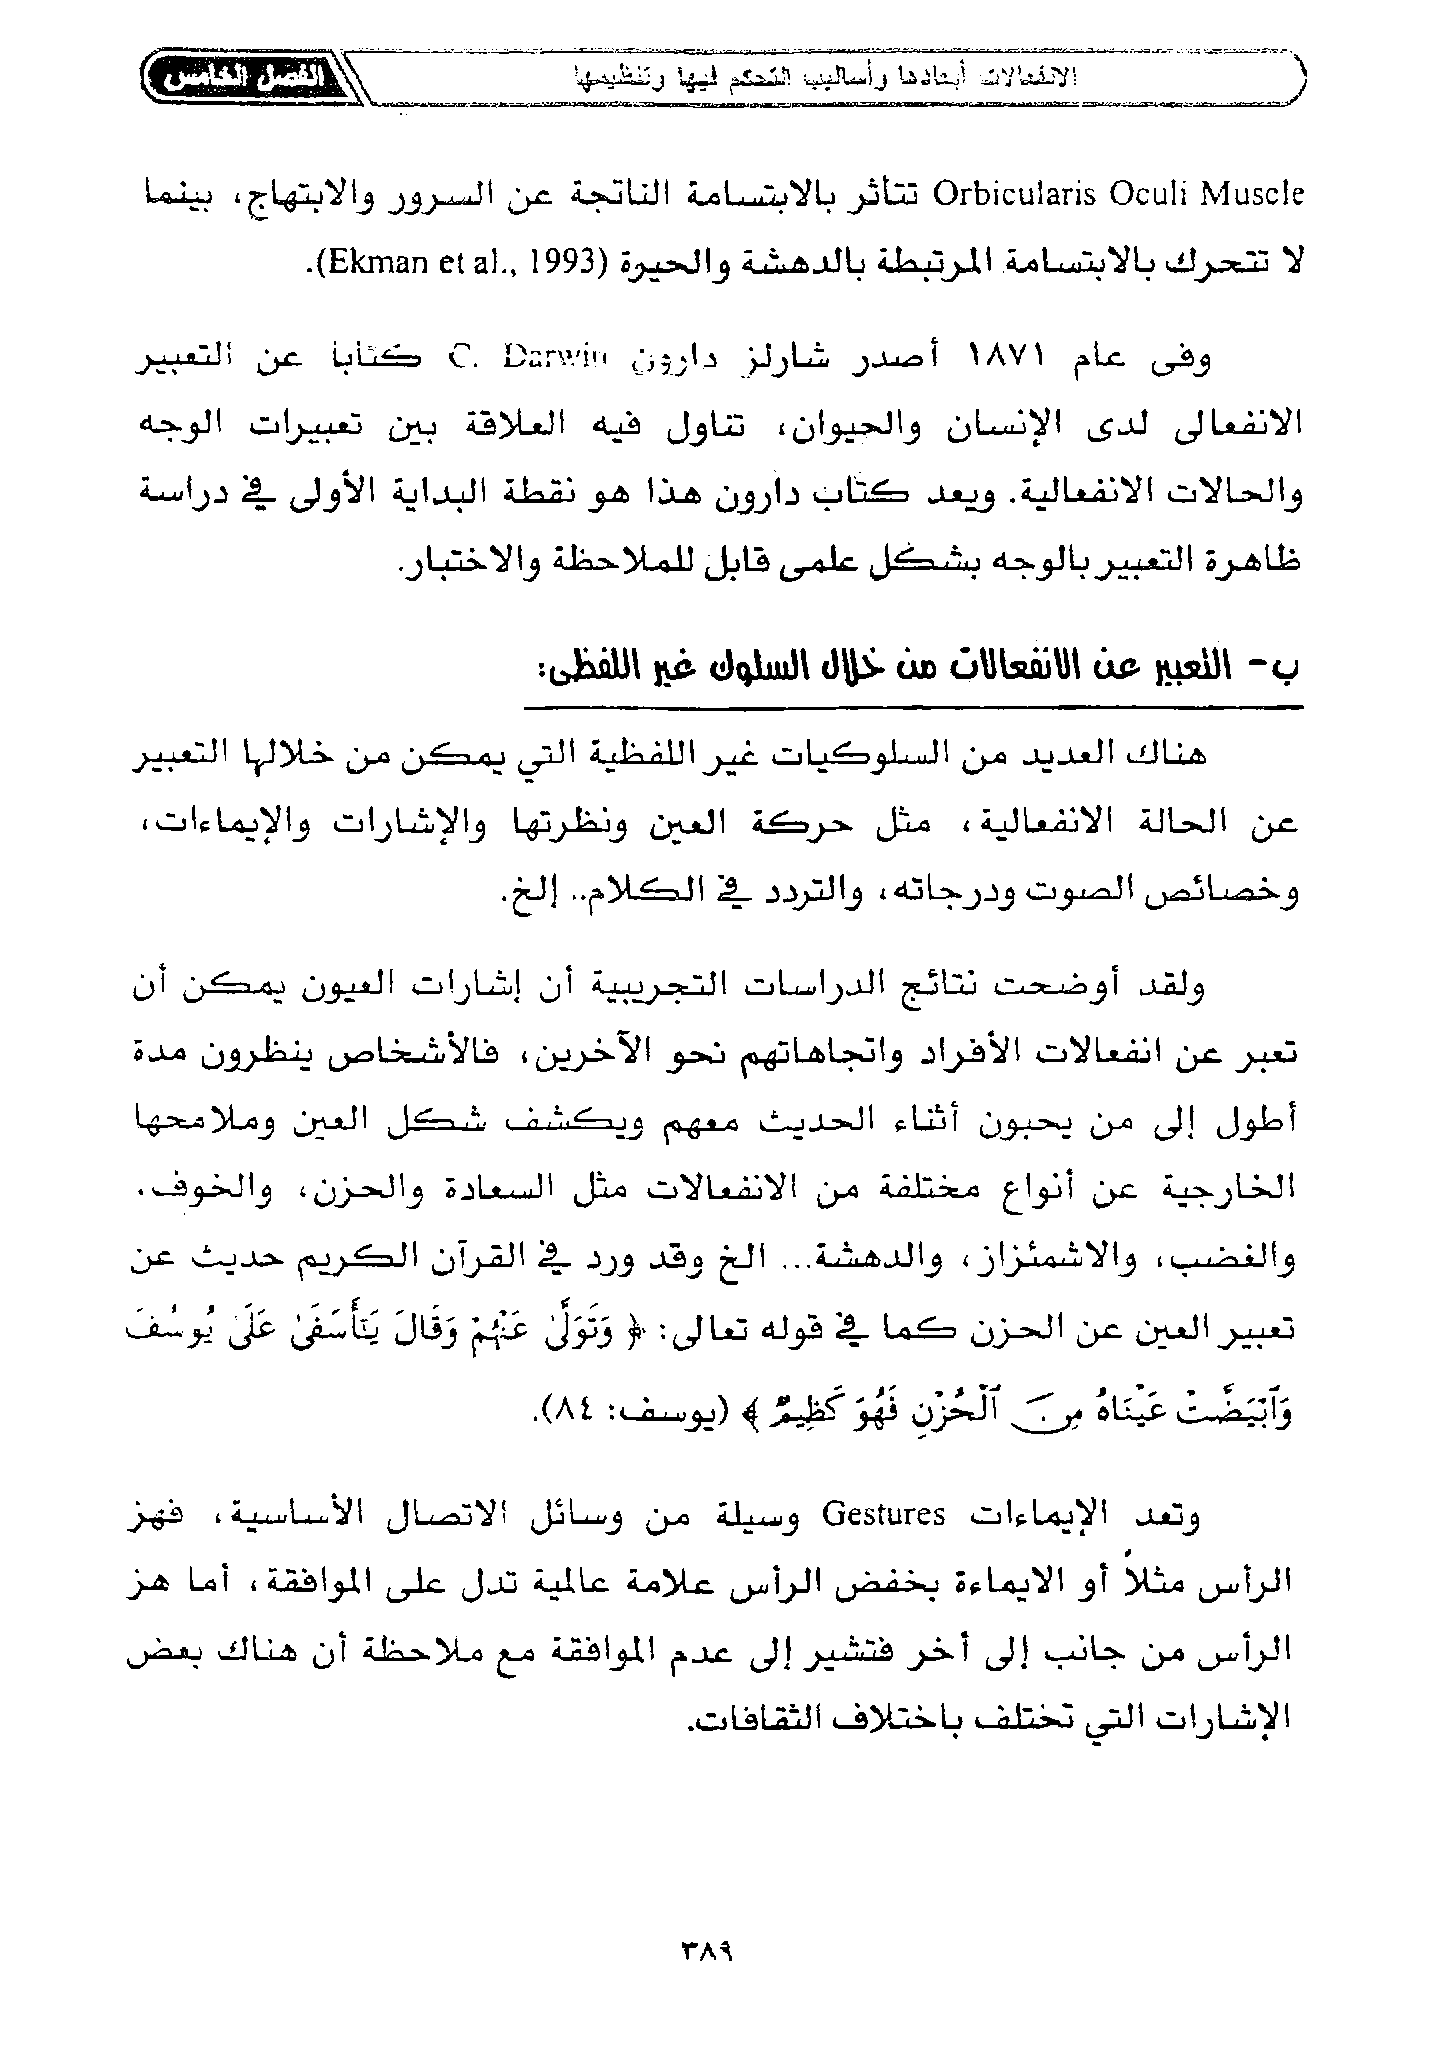 الانفعالات أبعادها وأساليب التحكم فيها وتنظيمها
الفصل الخامس
Orbicularis Oculi Muscle تتاثر بالابتسامة الناتجة عن السرور والابتهاج، بينما
لا تتحرك بالابتسامة المرتبطة بالدهشة والحيرة (Ekman et al., 1993).
وفى عام ١٨٧١ أصدر شارلز دارون C. Darwin كتابا عن التعبير
الانفعالى لدى الإنسان والحيوان، تناول فيه العلاقة بين تعبيرات الوجه
والحالات الانفعالية. ويعد كتاب دارون هذا هو نقطة البداية الأولى في دراسة
ظاهرة التعبير بالوجه بشكل علمى قابل للملاحظة والاختبار.
ب- التعبير عن الانفعالات من خلال السلوك غير اللفظى:
هناك العديد من السلوكيات غير اللفظية التي يمكن من خلالها التعبير
عن الحالة الانفعالية، مثل حركة العين ونظرتها والإشارات والإيماءات،
وخصائص الصوت ودرجاته، والتردد في الكلام.. إلخ.
ولقد أوضحت نتائج الدراسات التجريبية أن إشارات العيون يمكن أن
تعبر عن انفعالات الأفراد واتجاهاتهم نحو الآخرين، فالأشخاص ينظرون مدة
أطول إلى من يحبون أثناء الحديث معهم ويكشف شكل العين وملامحها
الخارجية عن أنواع مختلفة من الانفعالات مثل السعادة والحزن، والخوف.
والغضب، والاشمئزاز، والدهشة... الخ وقد ورد في القرآن الكريم حديث عن
تعبير العين عن الحزن كما في قوله تعالى: ﴿ وَتَوَلَّىٰ عَنْهُمْ وَقَالَ يَـٰٓأَسَفَىٰ عَلَىٰ يُوسُفَ
وَٱبْيَضَّتْ عَيْنَاهُ مِنَ ٱلْحُزْنِ فَهُوَ كَظِيمٌ ﴾ (يوسف: ٨٤).
وتعد الإيماءات Gestures وسيلة من وسائل الاتصال الأساسية، فهز
الرأس مثلاً أو الايماءة بخفض الرأس علامة عالمية تدل على الموافقة، أما هز
الرأس من جانب إلى أخر فتشير إلى عدم الموافقة مع ملاحظة أن هناك بعض
الإشارات التي تختلف باختلاف الثقافات.
٣٨٩